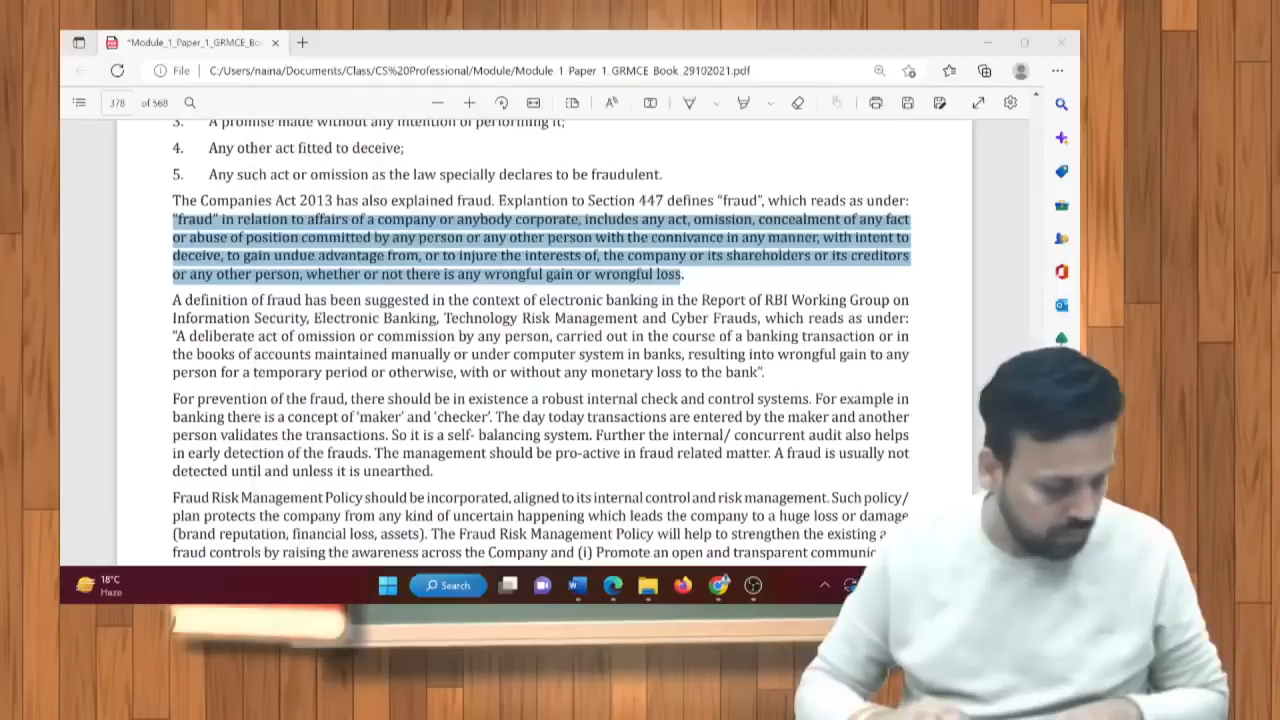 *Module_1_Paper_1_GRMCE_Bo
File C:/Users/naina/Documents/Class/CS%20Professional/Module/Module 1 Paper 1 GRMCE Book 29102021.pdf
378 of 568
3. A promise made without any intention of performing it;
4. Any other act fitted to deceive;
5. Any such act or omission as the law specially declares to be fraudulent.
The Companies Act 2013 has also explained fraud. Explantion to Section 447 defines “fraud”, which reads as under:
“fraud” in relation to affairs of a company or anybody corporate, includes any act, omission, concealment of any fact
or abuse of position committed by any person or any other person with the connivance in any manner, with intent to
deceive, to gain undue advantage from, or to injure the interests of, the company or its shareholders or its creditors
or any other person, whether or not there is any wrongful gain or wrongful loss.
A definition of fraud has been suggested in the context of electronic banking in the Report of RBI Working Group on
Information Security, Electronic Banking, Technology Risk Management and Cyber Frauds, which reads as under:
“A deliberate act of omission or commission by any person, carried out in the course of a banking transaction or in
the books of accounts maintained manually or under computer system in banks, resulting into wrongful gain to any
person for a temporary period or otherwise, with or without any monetary loss to the bank”.
For prevention of the fraud, there should be in existence a robust internal check and control systems. For example in
banking there is a concept of ‘maker’ and ‘checker’. The day today transactions are entered by the maker and another
person validates the transactions. So it is a self- balancing system. Further the internal/ concurrent audit also helps
in early detection of the frauds. The management should be pro-active in fraud related matter. A fraud is usually not
detected until and unless it is unearthed.
Fraud Risk Management Policy should be incorporated, aligned to its internal control and risk management. Such policy/
plan protects the company from any kind of uncertain happening which leads the company to a huge loss or damage
(brand reputation, financial loss, assets). The Fraud Risk Management Policy will help to strengthen the existing a
fraud controls by raising the awareness across the Company and (i) Promote an open and transparent communic
18°C
Haze
Search